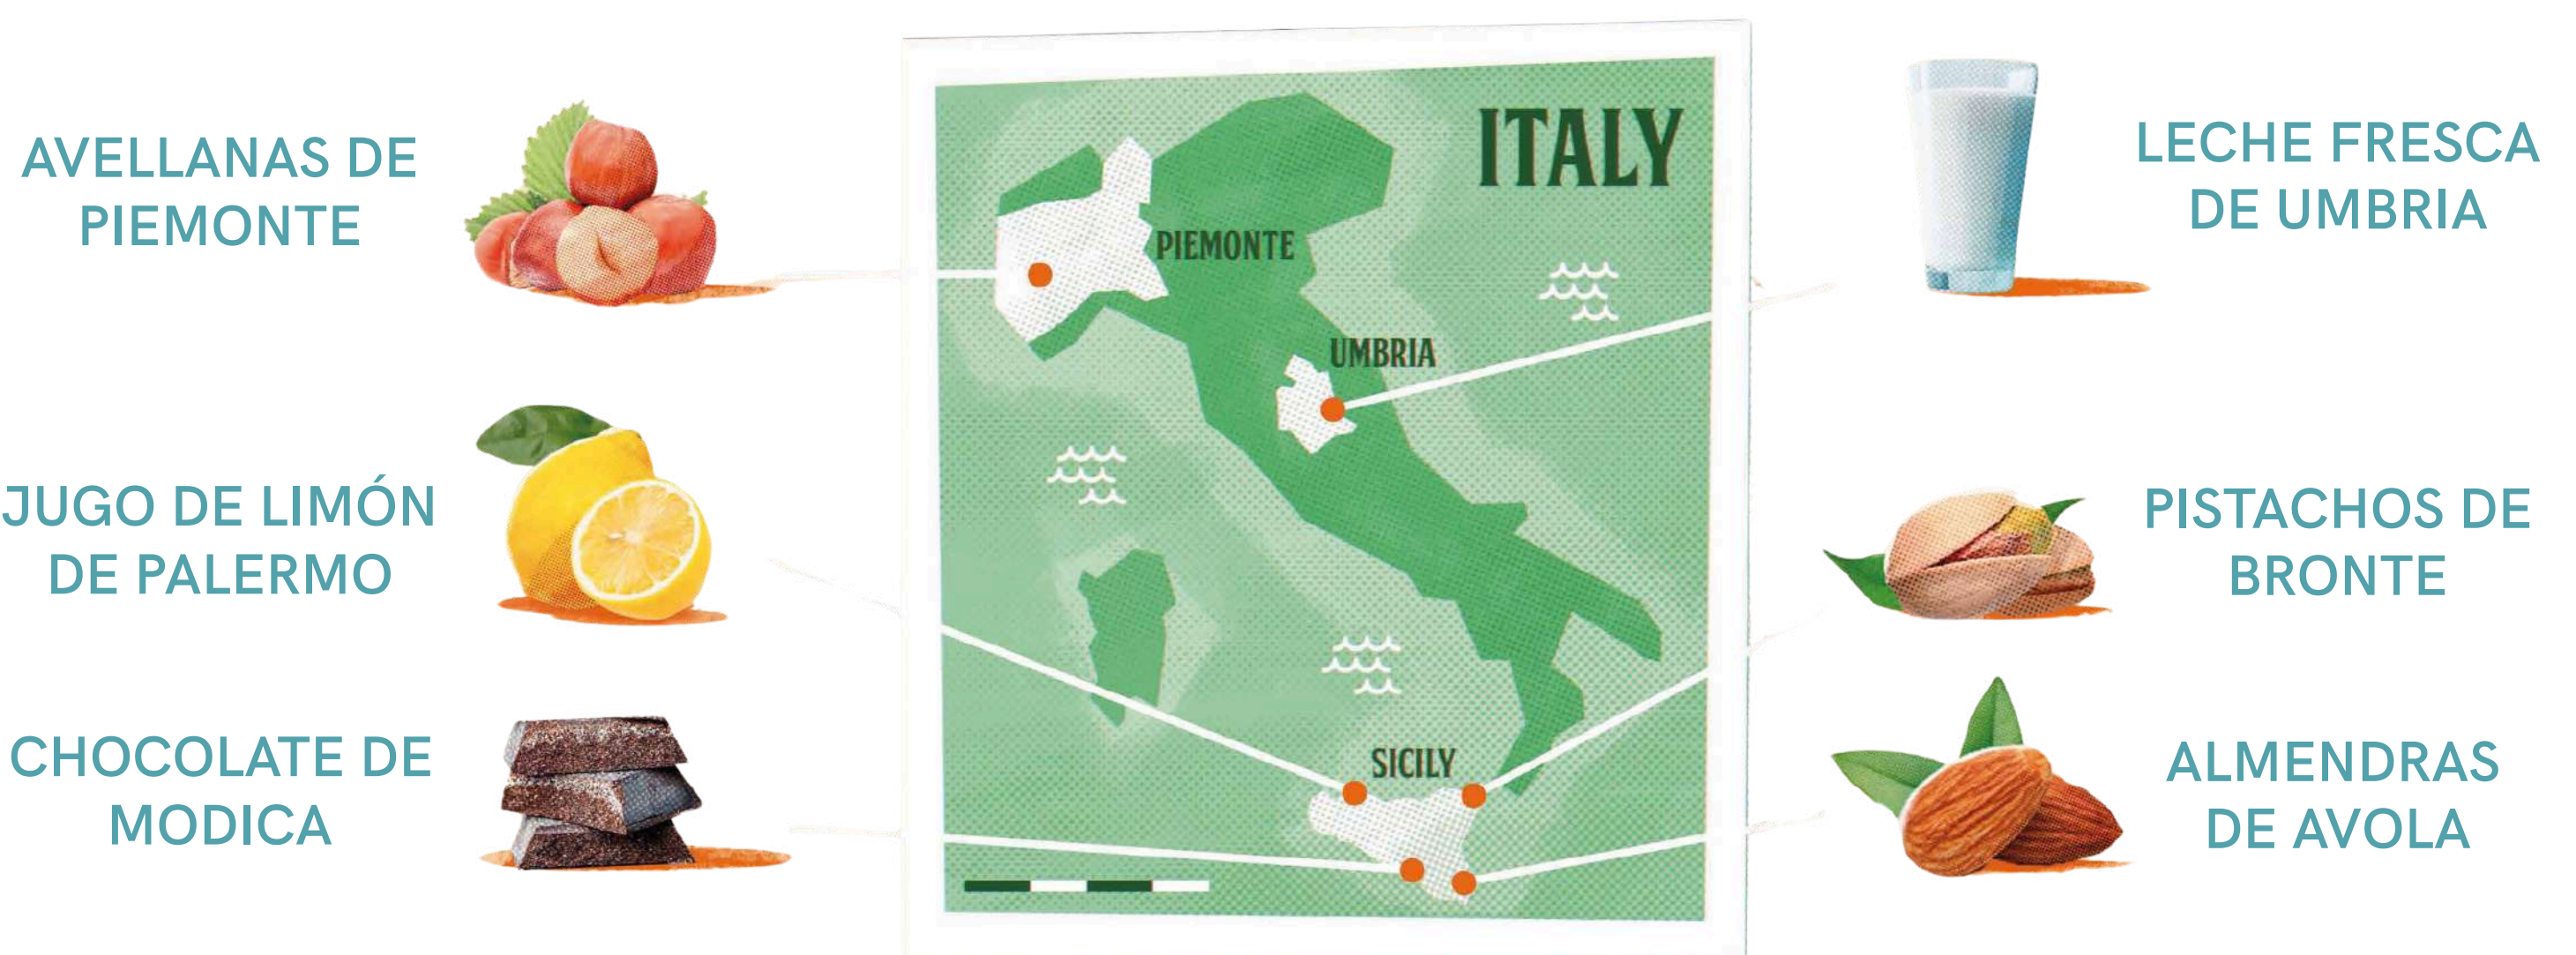 AVELLANAS DE
PIEMONTE
JUGO DE LIMÓN
DE PALERMO
CHOCOLATE DE
MODICA
ITALY
PIEMONTE
UMBRIA
SICILY
LECHE FRESCA
DE UMBRIA
PISTACHOS DE
BRONTE
ALMENDRAS
DE AVOLA